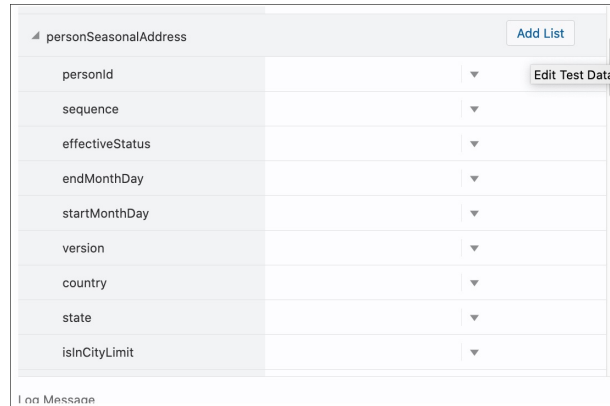 personSeasonalAddress
Add List
personId
Edit Test Data
sequence
effectiveStatus
endMonthDay
startMonthDay
version
country
state
isInCityLimit
Log Message